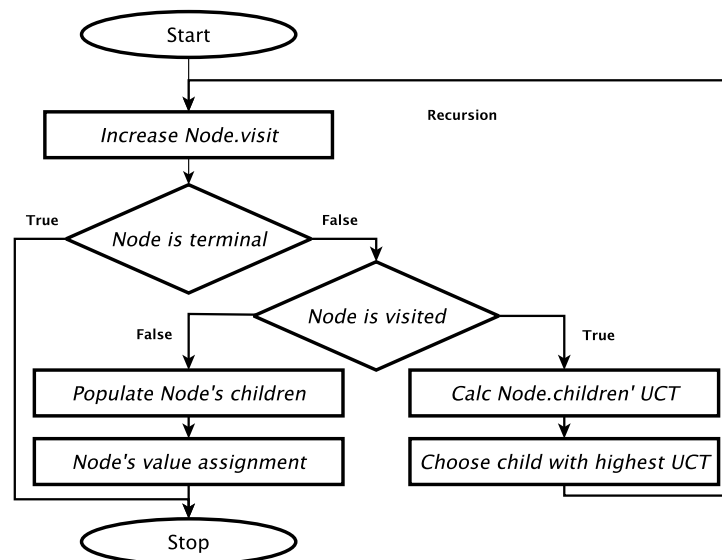 Start
Recursion
Increase Node.visit
True
False
Node is terminal
Node is visited
False
True
Populate Node's children
Calc Node.children' UCT
Node's value assignment
Choose child with highest UCT
Stop